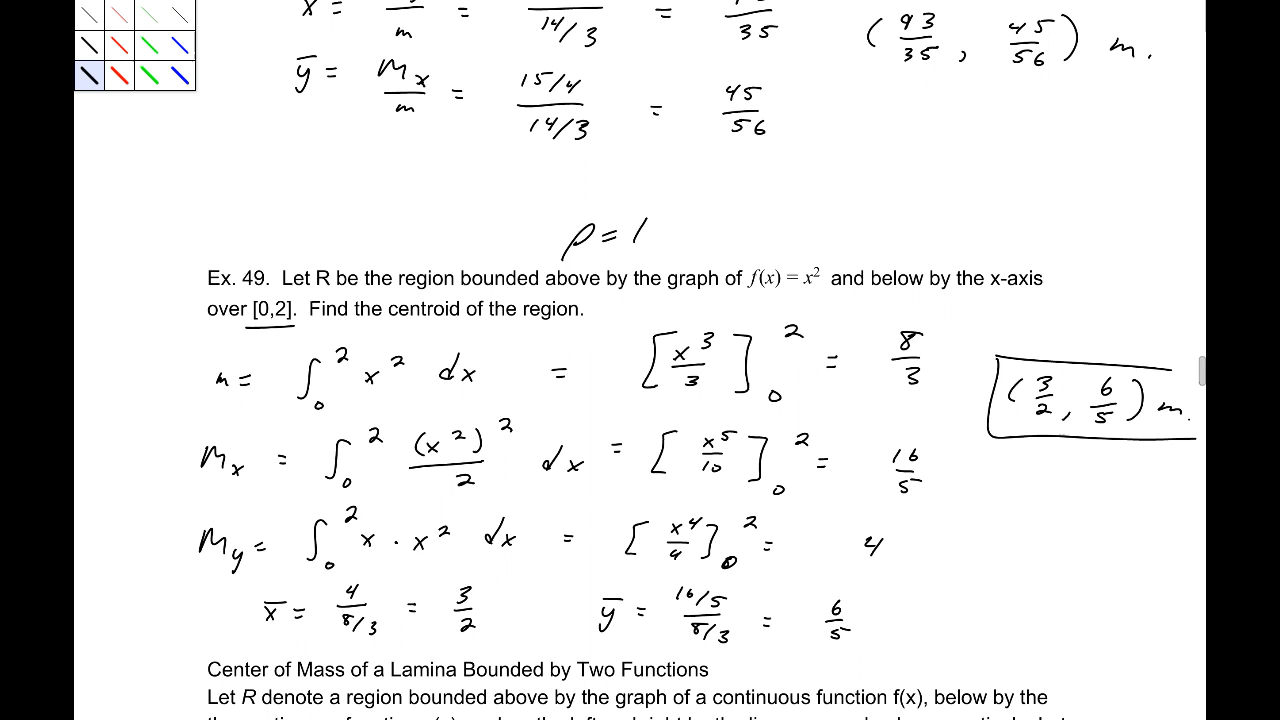 x̄ = /m = /14/3 = /35 (93/35, 45/56) m.
ȳ = Mx/m = 15/4 / 14/3 = 45/56
ρ = 1
Ex. 49. Let R be the region bounded above by the graph of f(x) = x² and below by the x-axis
over [0,2]. Find the centroid of the region.
m = ∫₀² x² dx = [x³/3]₀² = 8/3
(3/2, 6/5) m.
Mx = ∫₀² (x²)²/2 dx = [x⁵/10]₀² = 16/5
My = ∫₀² x · x² dx = [x⁴/4]₀² = 4
x̄ = 4 / 8/3 = 3/2 ȳ = 16/5 / 8/3 = 6/5
Center of Mass of a Lamina Bounded by Two Functions
Let R denote a region bounded above by the graph of a continuous function f(x), below by the